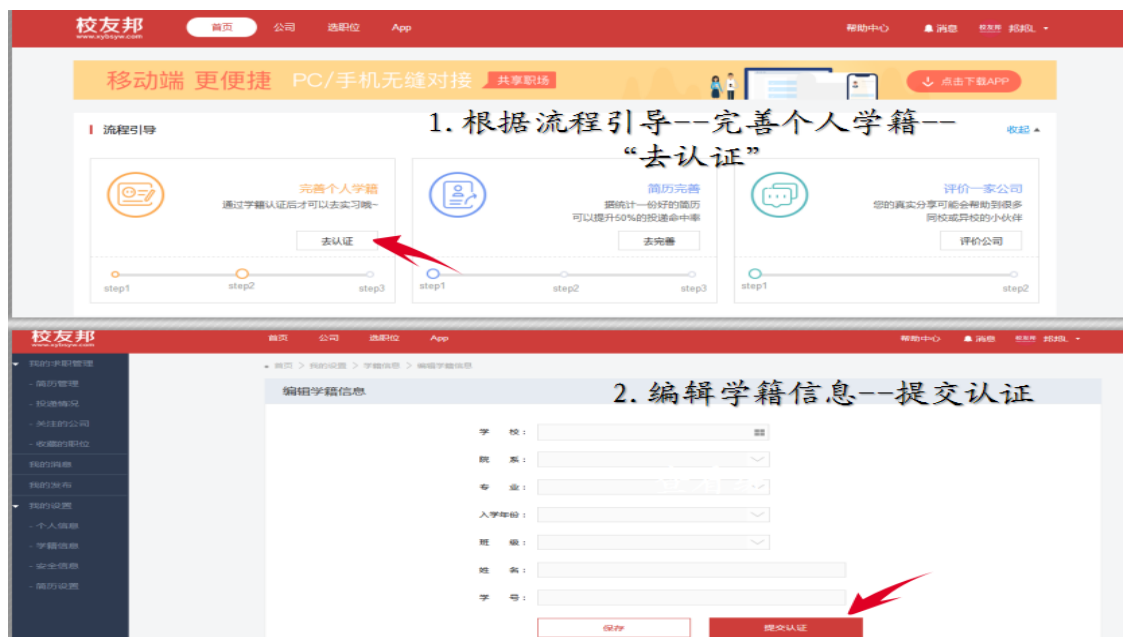 校友邦
www.xybsyw.com
首页 公司 选职位 App
帮助中心 消息 校友邦 邦邦L
移动端 更便捷 PC/手机无缝对接 共享职场
点击下载APP
流程引导
1.根据流程引导--完善个人学籍--
“去认证”
收起
完善个人学籍
通过学籍认证后才可以去实习哦~
去认证
step1 step2 step3
简历完善
据统计一份好的简历
可以提升50%的投递命中率
去完善
step1 step2 step3
评价一家公司
您的真实分享可能会帮助到很多
同校或异校的小伙伴
评价公司
step1 step2
校友邦
www.xybsyw.com
首页 公司 选职位 App
帮助中心 消息 校友邦 邦邦L
我的求职管理
- 简历管理
- 投递情况
- 关注的公司
- 收藏的职位
我的消息
我的发布
我的设置
- 个人信息
- 学籍信息
- 安全信息
- 简历设置
首页 > 我的设置 > 学籍信息 > 编辑学籍信息
编辑学籍信息
2.编辑学籍信息--提交认证
学 校：
院 系：
专 业：
入学年份：
班 级：
姓 名：
学 号：
保存 提交认证